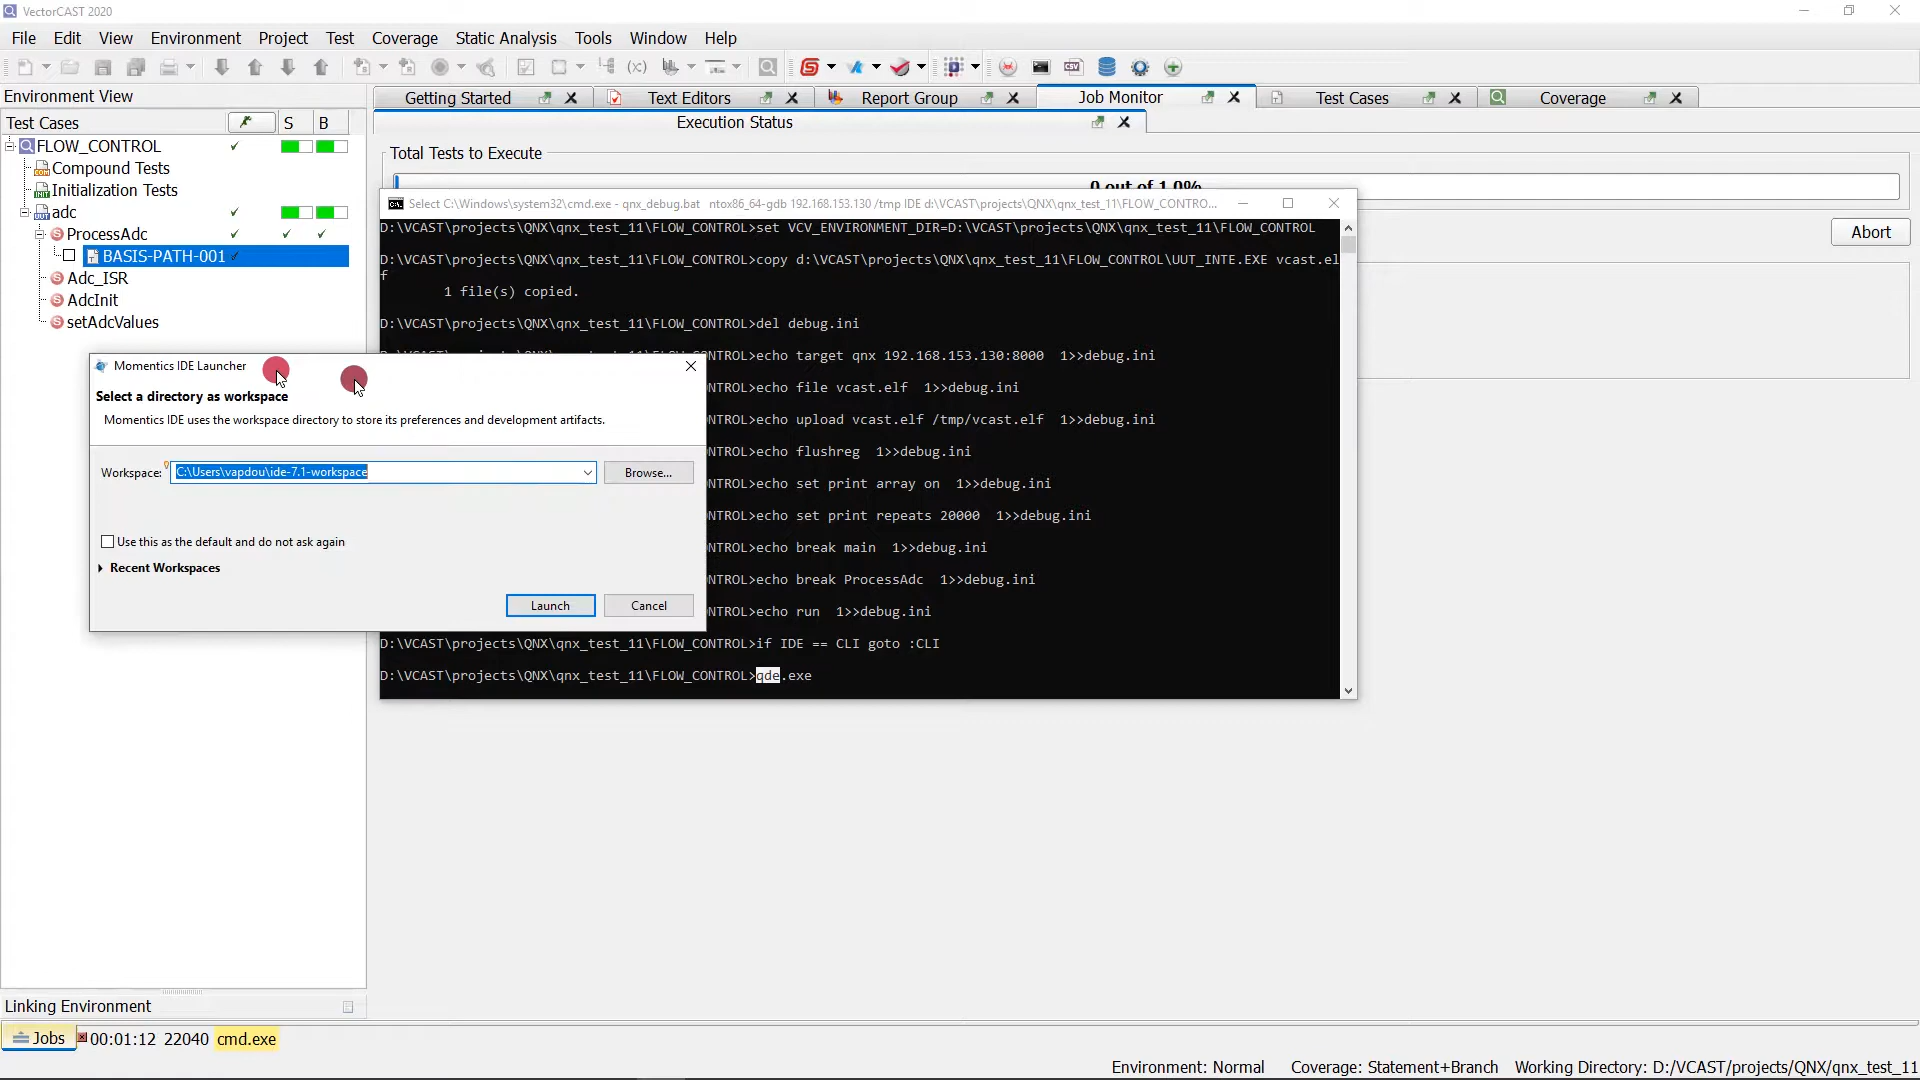 VectorCAST 2020
File Edit View Environment Project Test Coverage Static Analysis Tools Window Help
Environment View
Getting Started Text Editors Report Group Job Monitor Test Cases Coverage
Test Cases S B
Execution Status
FLOW_CONTROL
Compound Tests
Initialization Tests
adc
ProcessAdc
BASIS-PATH-001
Adc_ISR
AdcInit
setAdcValues
Total Tests to Execute
0 out of 1 0%
Abort
Select C:\Windows\system32\cmd.exe - qnx_debug.bat ntox86_64-gdb 192.168.153.130 /tmp IDE d:\VCAST\projects\QNX\qnx_test_11\FLOW_CONTRO...
D:\VCAST\projects\QNX\qnx_test_11\FLOW_CONTROL>set VCV_ENVIRONMENT_DIR=D:\VCAST\projects\QNX\qnx_test_11\FLOW_CONTROL
D:\VCAST\projects\QNX\qnx_test_11\FLOW_CONTROL>copy d:\VCAST\projects\QNX\qnx_test_11\FLOW_CONTROL\UUT_INTE.EXE vcast.el
f
1 file(s) copied.
D:\VCAST\projects\QNX\qnx_test_11\FLOW_CONTROL>del debug.ini
D:\VCAST\projects\QNX\qnx_test_11\FLOW_CONTROL>echo target qnx 192.168.153.130:8000 1>>debug.ini
NTROL>echo file vcast.elf 1>>debug.ini
NTROL>echo upload vcast.elf /tmp/vcast.elf 1>>debug.ini
NTROL>echo flushreg 1>>debug.ini
NTROL>echo set print array on 1>>debug.ini
NTROL>echo set print repeats 20000 1>>debug.ini
NTROL>echo break main 1>>debug.ini
NTROL>echo break ProcessAdc 1>>debug.ini
NTROL>echo run 1>>debug.ini
D:\VCAST\projects\QNX\qnx_test_11\FLOW_CONTROL>if IDE == CLI goto :CLI
D:\VCAST\projects\QNX\qnx_test_11\FLOW_CONTROL>qde.exe
Momentics IDE Launcher
Select a directory as workspace
Momentics IDE uses the workspace directory to store its preferences and development artifacts.
Workspace: C:\Users\vapdou\ide-7.1-workspace Browse...
Use this as the default and do not ask again
Recent Workspaces
Launch Cancel
Linking Environment
Jobs 00:01:12 22040 cmd.exe
Environment: Normal Coverage: Statement+Branch Working Directory: D:/VCAST/projects/QNX/qnx_test_11